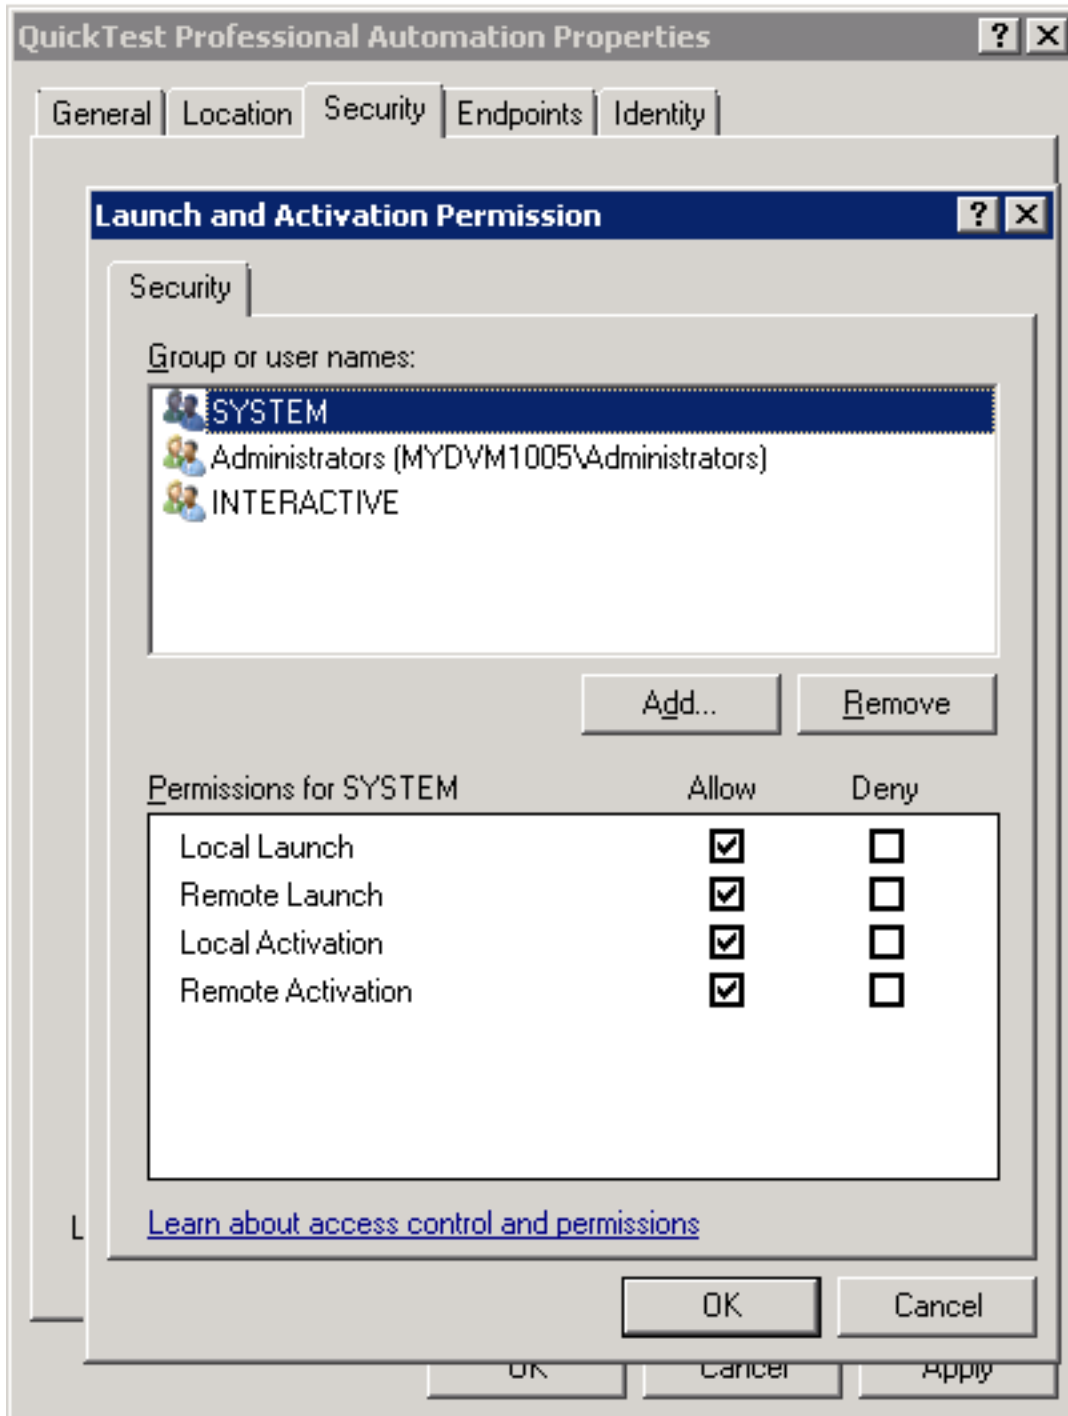 QuickTest Professional Automation Properties
General Location Security Endpoints Identity
Launch and Activation Permission
Security
Group or user names:
SYSTEM
Administrators (MYDVM1005\Administrators)
INTERACTIVE
Add... Remove
Permissions for SYSTEM Allow Deny
Local Launch
Remote Launch
Local Activation
Remote Activation
L
Learn about access control and permissions
OK Cancel
OK Cancel Apply